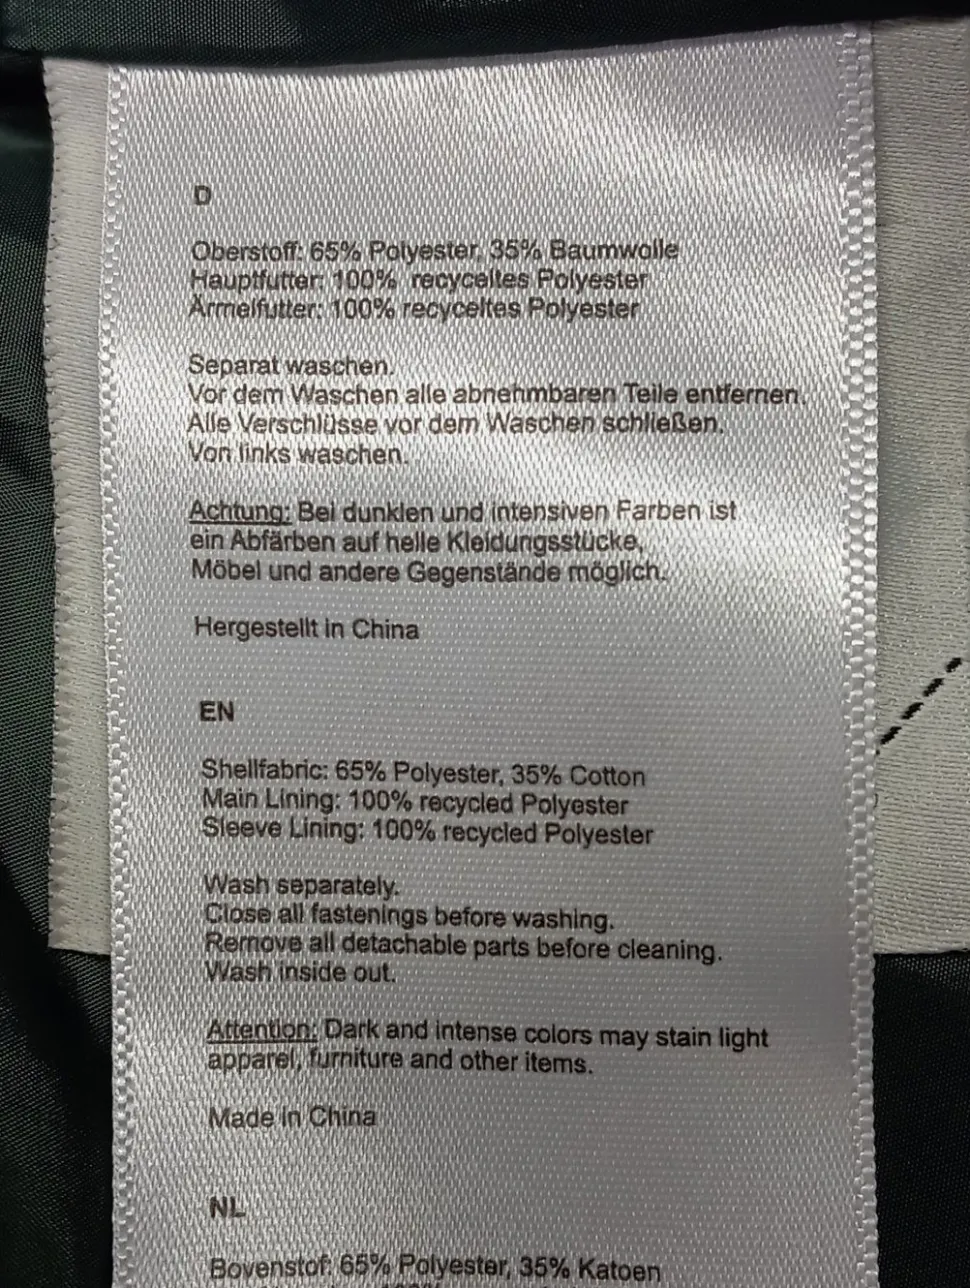 D
Oberstoff: 65% Polyester, 35% Baumwolle
Hauptfutter: 100% recyceltes Polyester
Ärmelfutter: 100% recyceltes Polyester
Separat waschen.
Vor dem Waschen alle abnehmbaren Teile entfernen.
Alle Verschlüsse vor dem Waschen schließen.
Von links waschen.
Achtung: Bei dunklen und intensiven Farben ist
ein Abfärben auf helle Kleidungsstücke,
Möbel und andere Gegenstände möglich.
Hergestellt in China
EN
Shellfabric: 65% Polyester, 35% Cotton
Main Lining: 100% recycled Polyester
Sleeve Lining: 100% recycled Polyester
Wash separately.
Close all fastenings before washing.
Remove all detachable parts before cleaning.
Wash inside out.
Attention: Dark and intense colors may stain light
apparel, furniture and other items.
Made in China
NL
Bovenstof: 65% Polyester, 35% Katoen